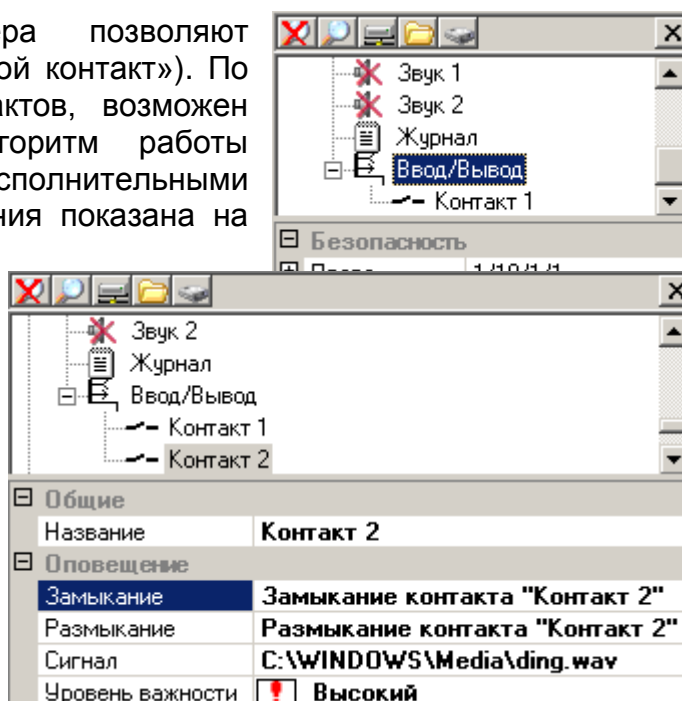 позволяют
ой контакт»). По
актов, возможен
горитм работы
сполнительными
ния показана на
Звук 1
Звук 2
Журнал
Ввод/Вывод
Контакт 1
Безопасность
Звук 2
Журнал
Ввод/Вывод
Контакт 1
Контакт 2
Общие
Название Контакт 2
Оповещение
Замыкание Замыкание контакта "Контакт 2"
Размыкание Размыкание контакта "Контакт 2"
Сигнал C:\WINDOWS\Media\ding.wav
Уровень важности Высокий